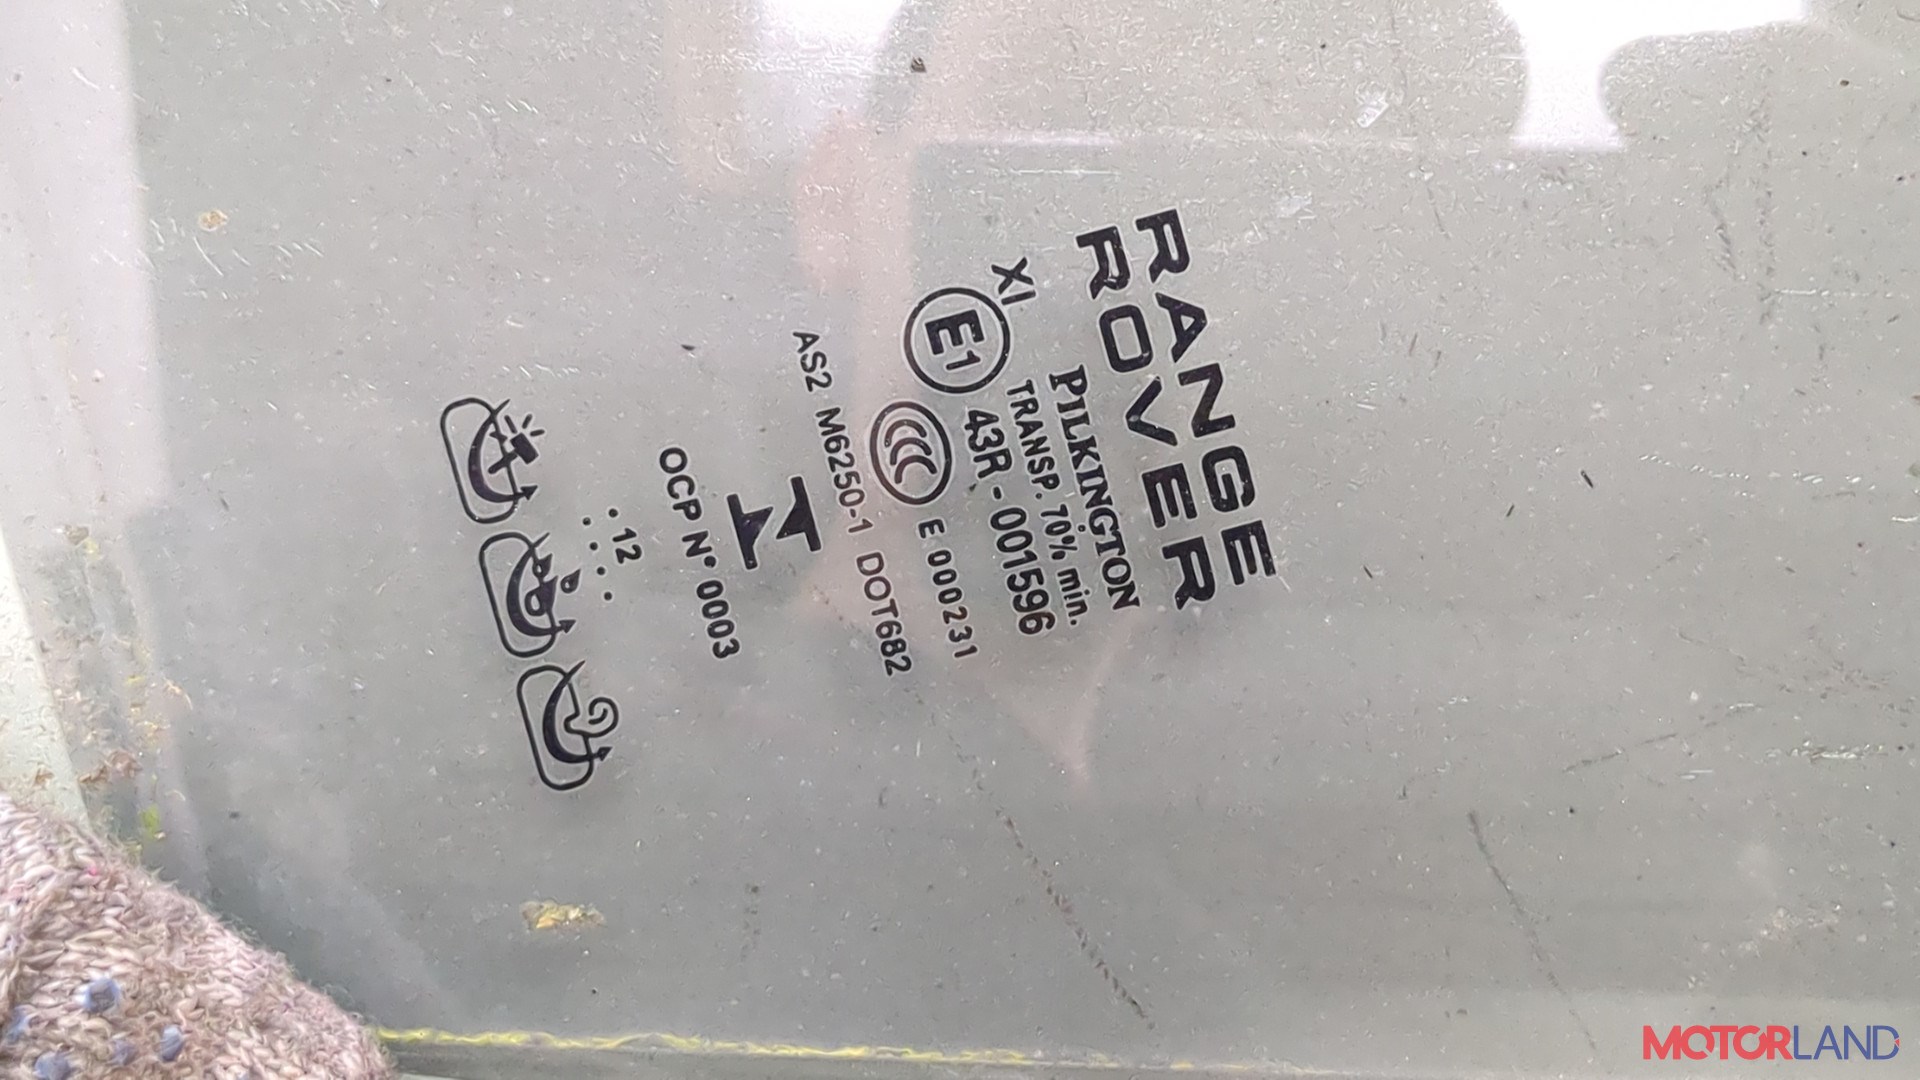 RANGE
ROVER
PILKINGTON
XI TRANSP. 70% min.
E1 43R - 001596
CCC E 000231
AS2 M6250-1 DOT682
OCP N° 0003
. 12
. . . .
MOTORLAND